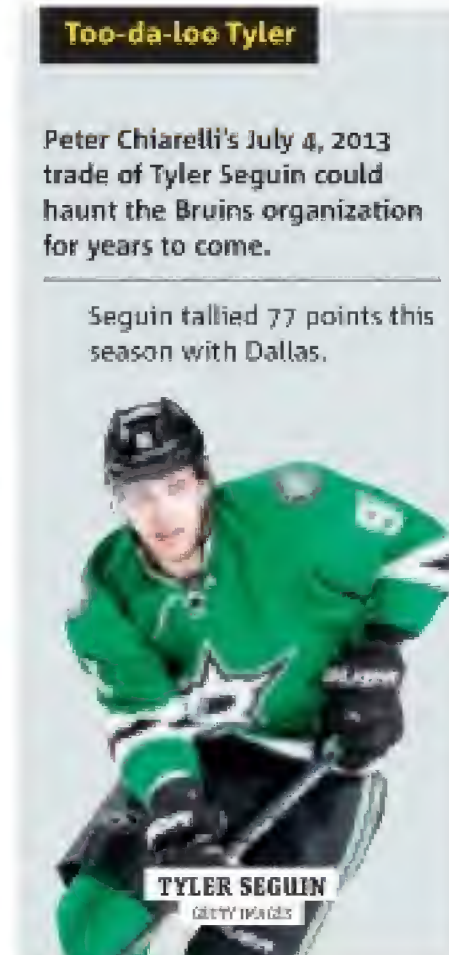 Too-da-loo Tyler
Peter Chiarelli's July 4, 2013
trade of Tyler Seguin could
haunt the Bruins organization
for years to come.
Seguin tallied 77 points this
season with Dallas.
TYLER SEGUIN
GETTY IMAGES